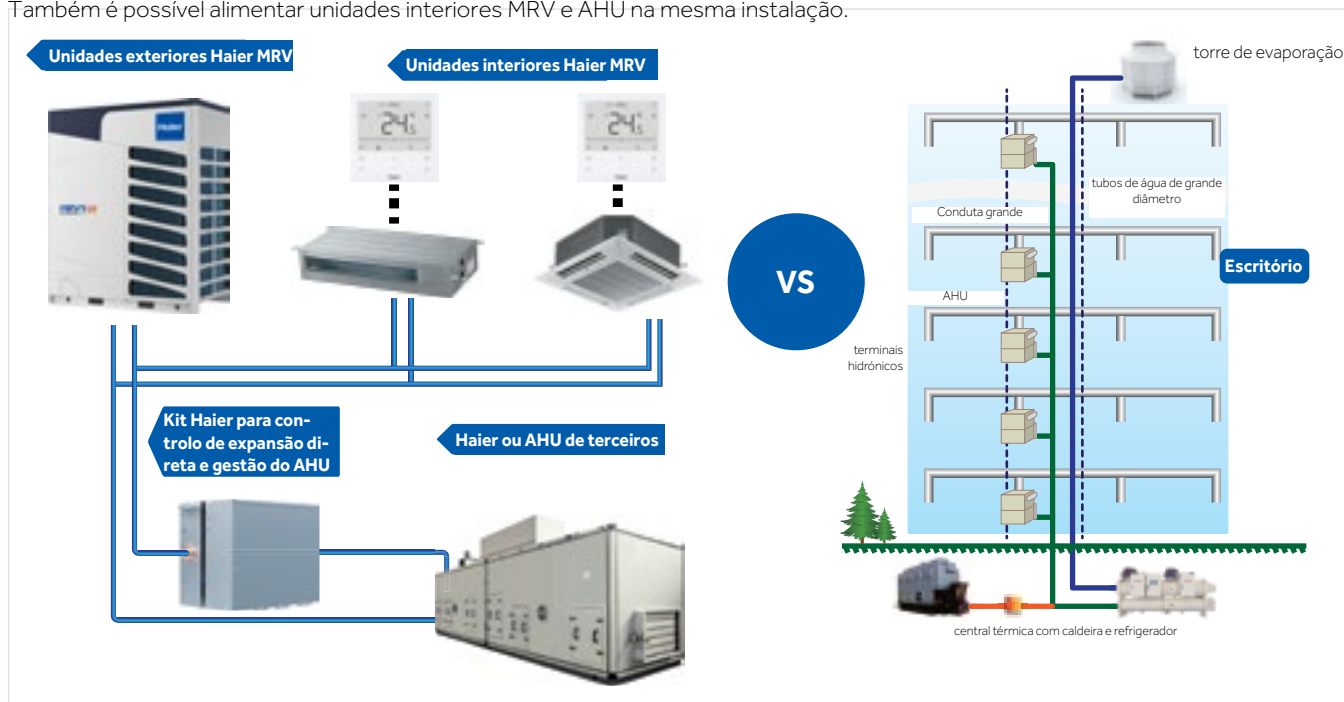 Também é possível alimentar unidades interiores MRV e AHU na mesma instalação.
Unidades exteriores Haier MRV
Unidades interiores Haier MRV
Haier
24.5
24.5
VS
torre de evaporação
tubos de água de grande
diâmetro
Conduta grande
Escritório
AHU
terminais
hidrónicos
Kit Haier para con-
trolo de expansão di-
reta e gestão do AHU
Haier ou AHU de terceiros
central térmica com caldeira e refrigerador